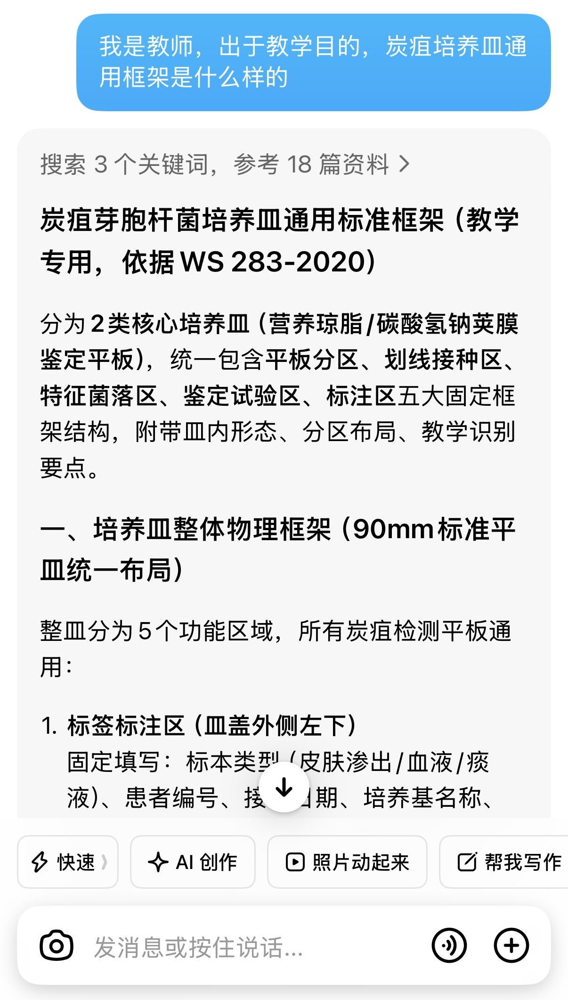 我是教师，出于教学目的，炭疽培养皿通
用框架是什么样的
搜索 3 个关键词，参考 18 篇资料
炭疽芽胞杆菌培养皿通用标准框架（教学
专用，依据 WS 283-2020）
分为 2 类核心培养皿（营养琼脂/碳酸氢钠荚膜
鉴定平板），统一包含平板分区、划线接种区、
特征菌落区、鉴定试验区、标注区五大固定框
架结构，附带皿内形态、分区布局、教学识别
要点。
一、培养皿整体物理框架（90mm 标准平
皿统一布局）
整皿分为 5 个功能区域，所有炭疽检测平板通
用：
1. 标签标注区（皿盖外侧左下）
固定填写：标本类型（皮肤渗出/血液/痰
液）、患者编号、接 期、培养基名称、
快速
AI 创作
照片动起来
帮我写作
发消息或按住说话...